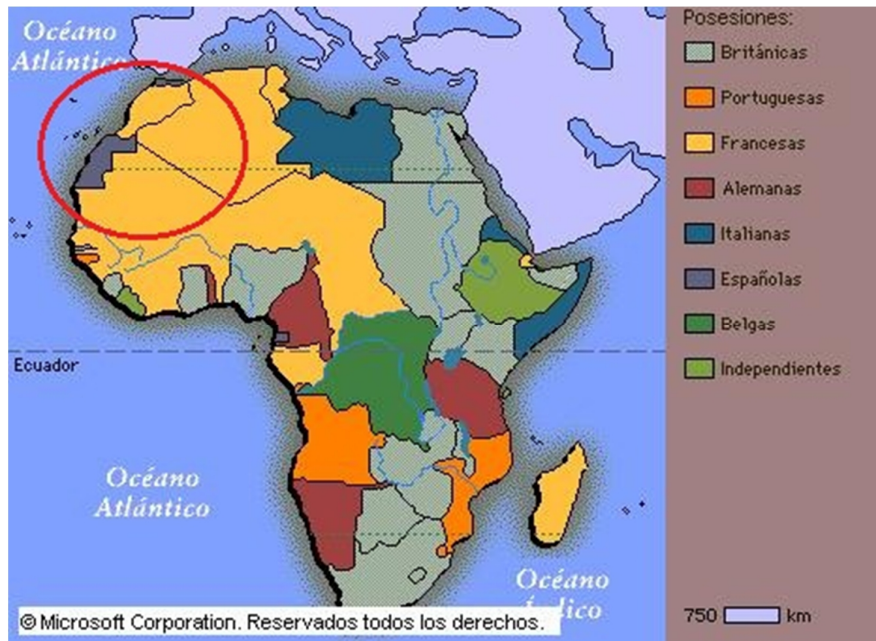 Océano
Atlántico
Posesiones:
Británicas
Portuguesas
Francesas
Alemanas
Italianas
Españolas
Belgas
Independientes
Ecuador
Océano
Atlántico
Océano
Índico
© Microsoft Corporation. Reservados todos los derechos.
750 km